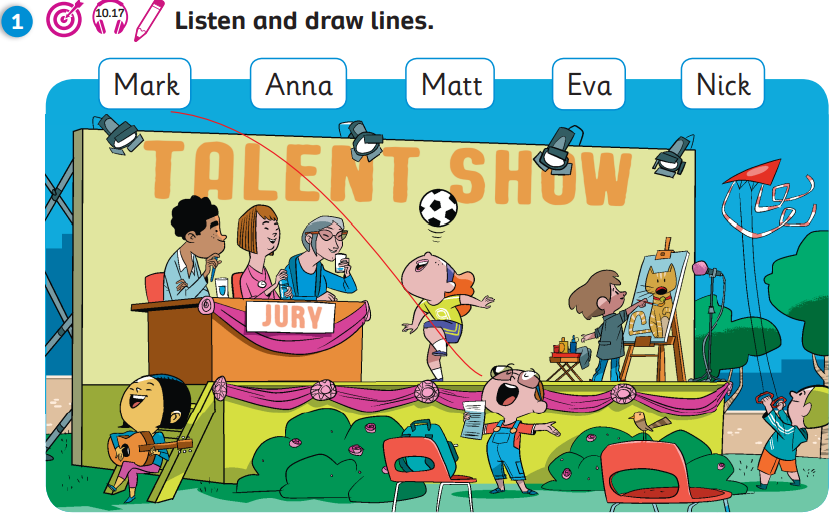 1 10.17 Listen and draw lines.
Mark Anna Matt Eva Nick
TALENT SHOW
JURY